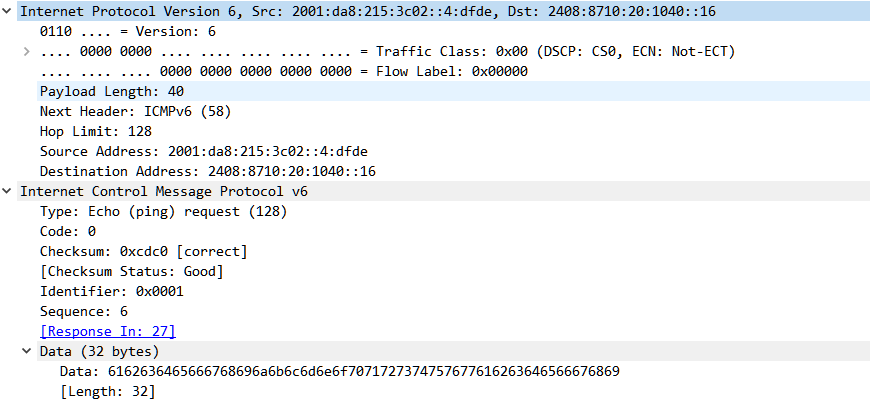 Internet Protocol Version 6, Src: 2001:da8:215:3c02::4:dfde, Dst: 2408:8710:20:1040::16
0110 .... = Version: 6
.... 0000 0000 .... .... .... .... .... = Traffic Class: 0x00 (DSCP: CS0, ECN: Not-ECT)
.... .... .... 0000 0000 0000 0000 0000 = Flow Label: 0x00000
Payload Length: 40
Next Header: ICMPv6 (58)
Hop Limit: 128
Source Address: 2001:da8:215:3c02::4:dfde
Destination Address: 2408:8710:20:1040::16
Internet Control Message Protocol v6
Type: Echo (ping) request (128)
Code: 0
Checksum: 0xcdc0 [correct]
[Checksum Status: Good]
Identifier: 0x0001
Sequence: 6
[Response In: 27]
Data (32 bytes)
Data: 6162636465666768696a6b6c6d6e6f7071727374757677616263646566676869
[Length: 32]